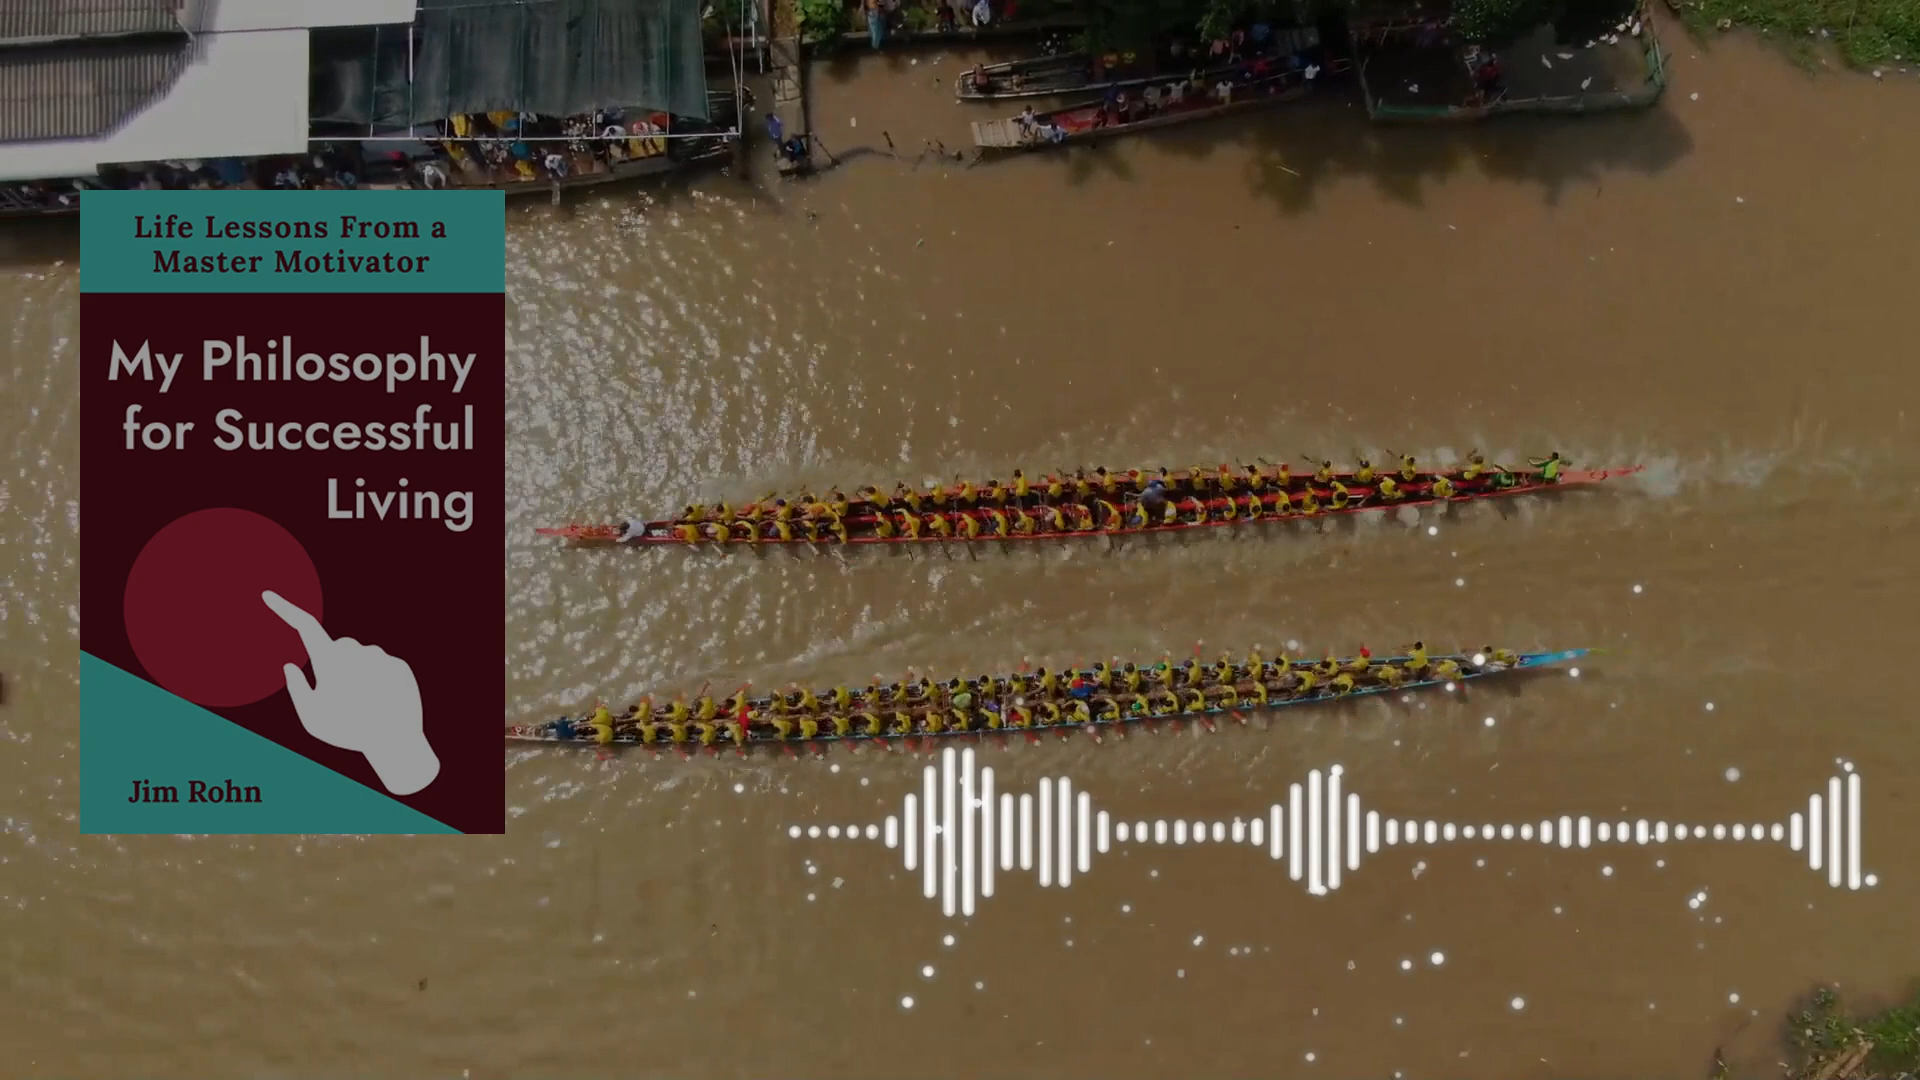 Life Lessons From a
Master Motivator
My Philosophy
for Successful
Living
Jim Rohn